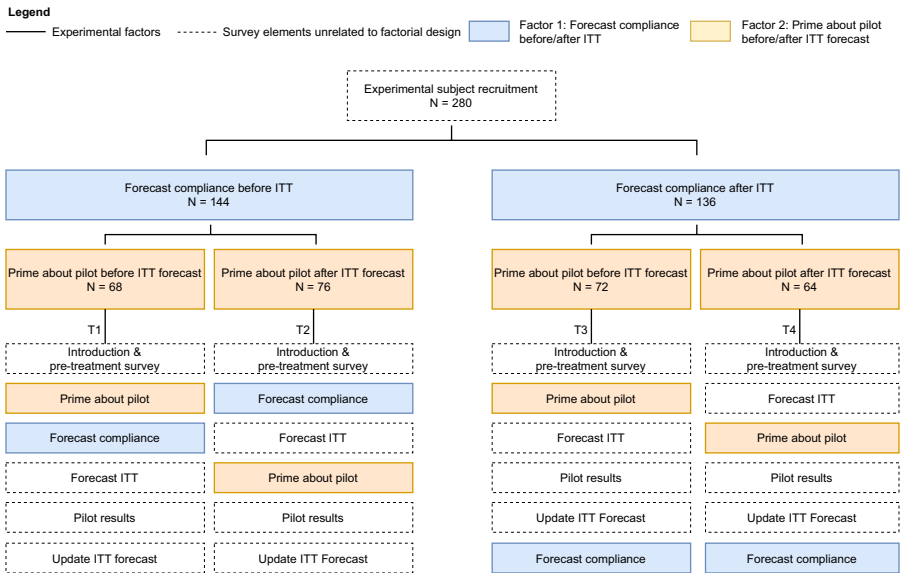 Legend
Experimental factors
Survey elements unrelated to factorial design
Factor 1: Forecast compliance
before/after ITT
Factor 2: Prime about pilot
before/after ITT forecast
Experimental subject recruitment
N = 280
Forecast compliance before ITT
N = 144
Forecast compliance after ITT
N = 136
Prime about pilot before ITT forecast
N = 68
Prime about pilot after ITT forecast
N = 76
Prime about pilot before ITT forecast
N = 72
Prime about pilot after ITT forecast
N = 64
T1
T2
T3
T4
Introduction &
pre-treatment survey
Introduction &
pre-treatment survey
Introduction &
pre-treatment survey
Introduction &
pre-treatment survey
Prime about pilot
Forecast compliance
Prime about pilot
Forecast ITT
Forecast compliance
Forecast ITT
Forecast ITT
Prime about pilot
Forecast ITT
Prime about pilot
Pilot results
Pilot results
Pilot results
Pilot results
Update ITT Forecast
Update ITT Forecast
Update ITT forecast
Update ITT Forecast
Forecast compliance
Forecast compliance